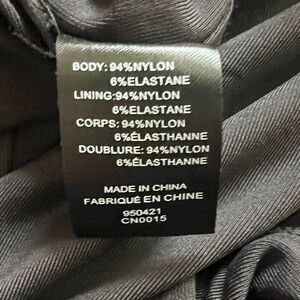 BODY:94%NYLON
6%ELASTANE
LINING:94%NYLON
6%ELASTANE
CORPS:94%NYLON
6%ÉLASTHANNE
DOUBLURE:94%NYLON
6%ÉLASTHANNE
MADE IN CHINA
FABRIQUÉ EN CHINE
950421
CN0015